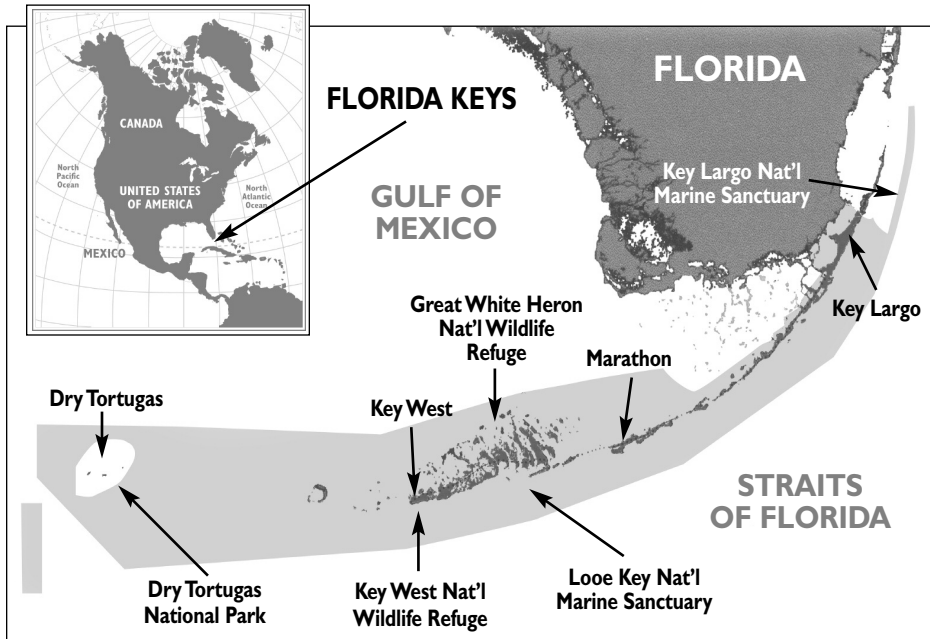 CANADA
North
Pacific
Ocean
UNITED STATES
OF AMERICA
North
Atlantic
Ocean
MEXICO
FLORIDA KEYS
FLORIDA
GULF OF
MEXICO
Key Largo Nat'l
Marine Sanctuary
Key Largo
Great White Heron
Nat'l Wildlife
Refuge
Marathon
Dry Tortugas
Key West
STRAITS
OF FLORIDA
Dry Tortugas
National Park
Key West Nat'l
Wildlife Refuge
Looe Key Nat'l
Marine Sanctuary